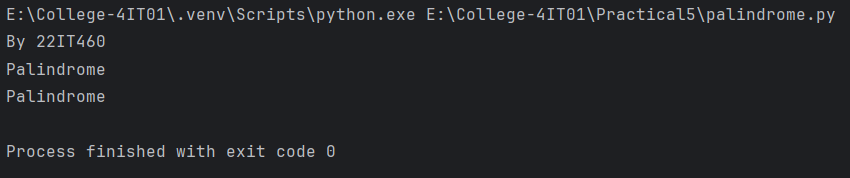 E:\College-4IT01\.venv\Scripts\python.exe E:\College-4IT01\Practical5\palindrome.py
By 22IT460
Palindrome
Palindrome
Process finished with exit code 0